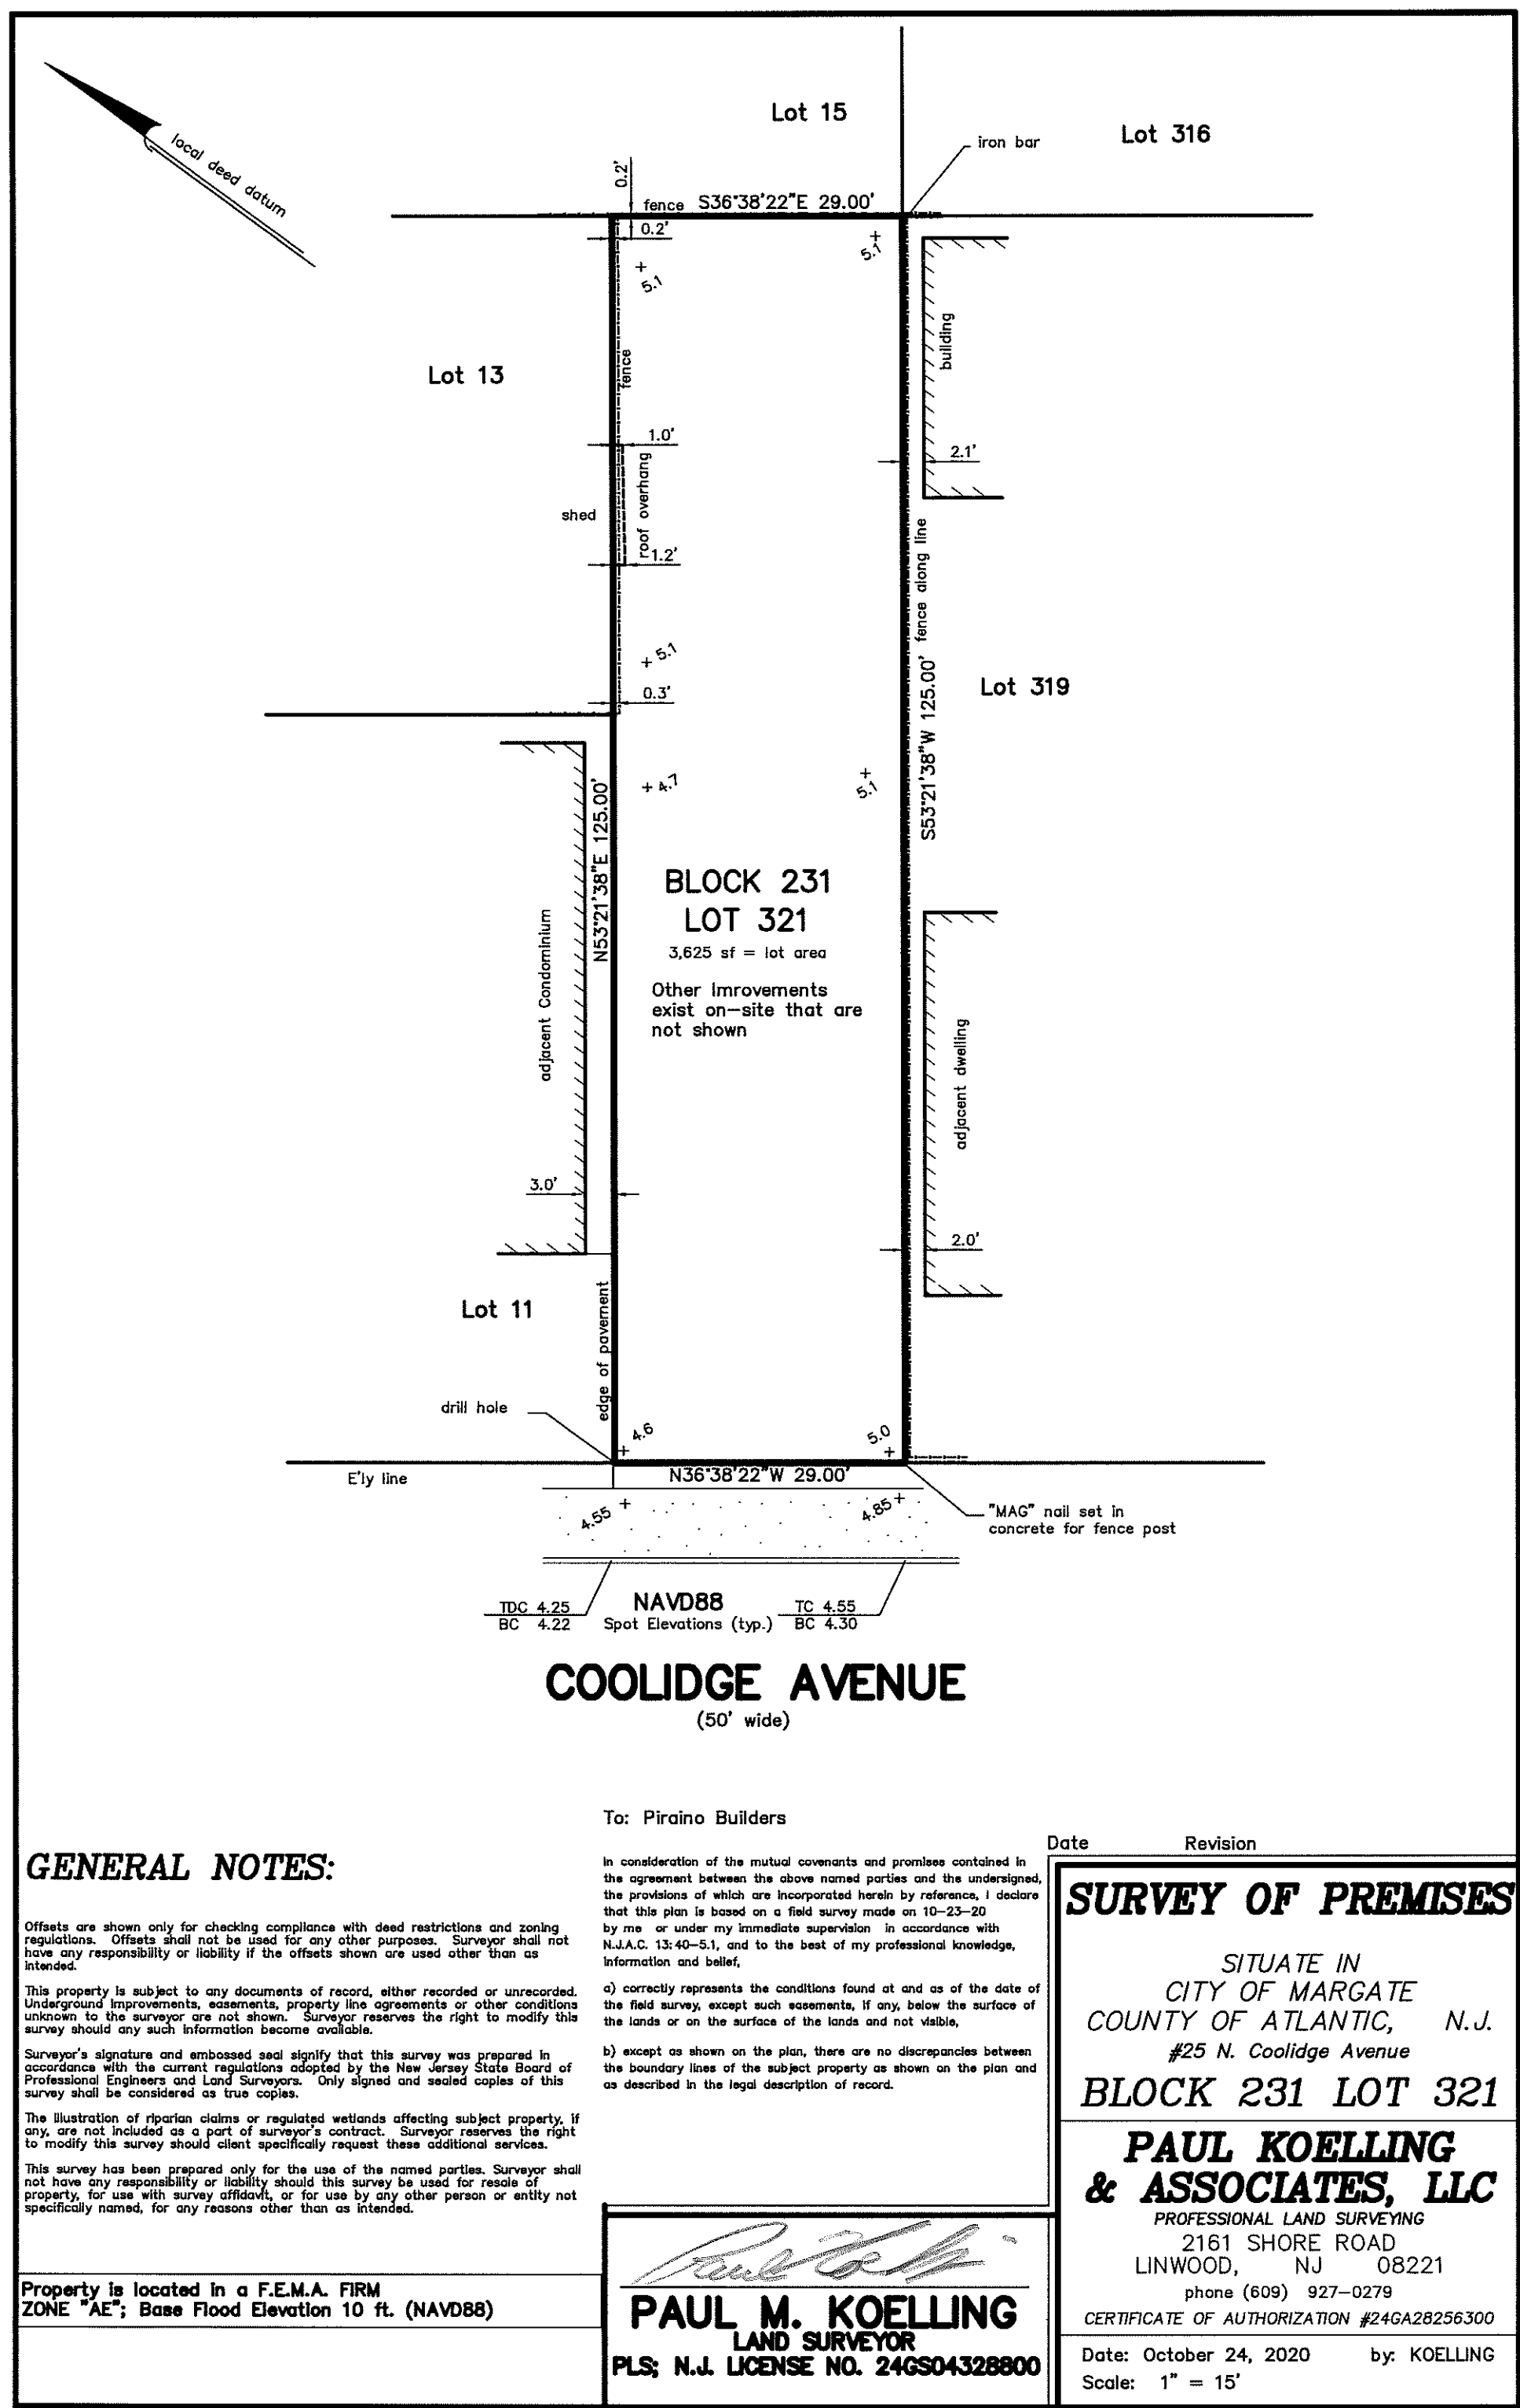 Lot 15
Lot 316
iron bar
local deed datum
0.2'
fence S36°38'22"E 29.00'
0.2'
5.1
5.1
building
Lot 13
fence
1.0'
2.1'
roof overhang
shed
1.2'
S53°21'38"W 125.00' fence along line
5.1
Lot 319
0.3'
4.7
5.1
N53°21'38"E 125.00'
BLOCK 231
LOT 321
3,625 sf = lot area
Other Imrovements
exist on-site that are
not shown
adjacent Condominium
adjacent dwelling
3.0'
2.0'
Lot 11
edge of pavement
drill hole
4.6
5.0
E'ly line
N36°38'22"W 29.00'
4.55
4.85
"MAG" nail set in
concrete for fence post
TDC 4.25
BC 4.22
NAVD88
Spot Elevations (typ.)
TC 4.55
BC 4.30
COOLIDGE AVENUE
(50' wide)
GENERAL NOTES:
Offsets are shown only for checking compliance with deed restrictions and zoning
regulations. Offsets shall not be used for any other purposes. Surveyor shall not
have any responsibility or liability if the offsets shown are used other than as
intended.
This property is subject to any documents of record, either recorded or unrecorded.
Underground improvements, easements, property line agreements or other conditions
unknown to the surveyor are not shown. Surveyor reserves the right to modify this
survey should any such information become available.
Surveyor's signature and embossed seal signify that this survey was prepared in
accordance with the current regulations adopted by the New Jersey State Board of
Professional Engineers and Land Surveyors. Only signed and sealed copies of this
survey shall be considered as true copies.
The illustration of riparian claims or regulated wetlands affecting subject property, if
any, are not included as a part of surveyor's contract. Surveyor reserves the right
to modify this survey should client specifically request these additional services.
This survey has been prepared only for the use of the named parties. Surveyor shall
not have any responsibility or liability should this survey be used for resale of
property, for use with survey affidavit, or for use by any other person or entity not
specifically named, for any reasons other than as intended.
Property is located in a F.E.M.A. FIRM
ZONE "AE"; Base Flood Elevation 10 ft. (NAVD88)
To: Piraino Builders
In consideration of the mutual covenants and promises contained in
the agreement between the above named parties and the undersigned,
the provisions of which are incorporated herein by reference, I declare
that this plan is based on a field survey made on 10-23-20
by me or under my immediate supervision in accordance with
N.J.A.C. 13:40-5.1, and to the best of my professional knowledge,
information and belief,
a) correctly represents the conditions found at and as of the date of
the field survey, except such easements, if any, below the surface of
the lands or on the surface of the lands and not visible,
b) except as shown on the plan, there are no discrepancies between
the boundary lines of the subject property as shown on the plan and
as described in the legal description of record.
PAUL M. KOELLING
LAND SURVEYOR
PLS; N.J. LICENSE NO. 24GS04328800
Date Revision
SURVEY OF PREMISES
SITUATE IN
CITY OF MARGATE
COUNTY OF ATLANTIC, N.J.
#25 N. Coolidge Avenue
BLOCK 231 LOT 321
PAUL KOELLING
& ASSOCIATES, LLC
PROFESSIONAL LAND SURVEYING
2161 SHORE ROAD
LINWOOD, NJ 08221
phone (609) 927-0279
CERTIFICATE OF AUTHORIZATION #24GA28256300
Date: October 24, 2020 by: KOELLING
Scale: 1" = 15'